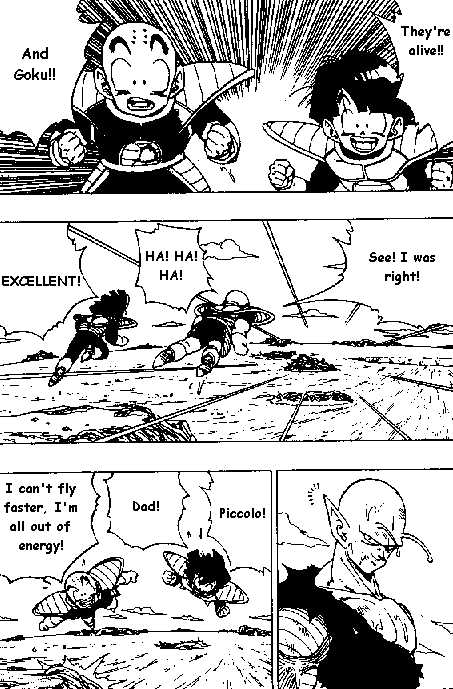 They're
alive!!
And
Goku!!
See! I was
right!
HA! HA!
HA!
EXCELLENT!
Piccolo!
Dad!
I can't fly
faster, I'm
all out of
energy!